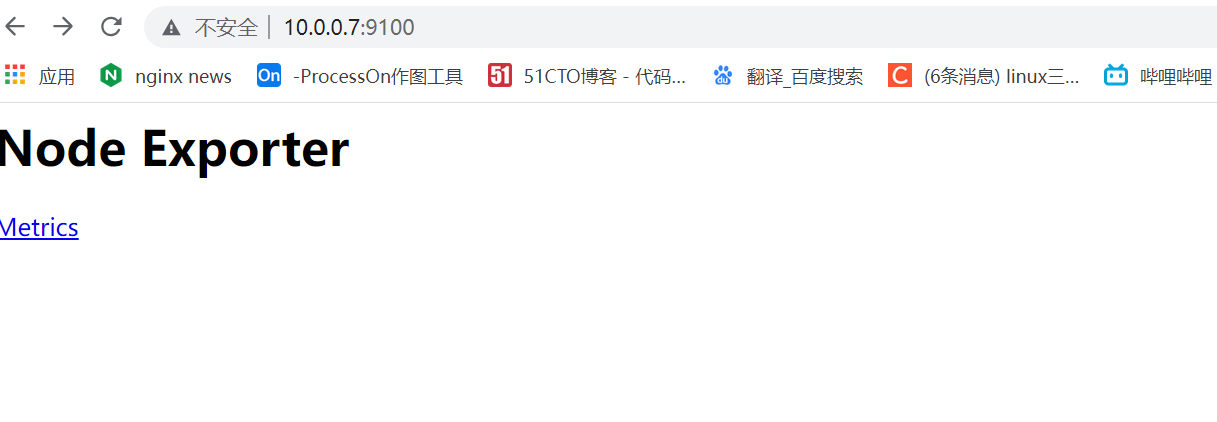 不安全 | 10.0.0.7:9100
应用 N nginx news On -ProcessOn作图工具 51 51CTO博客 - 代码... du 翻译_百度搜索 C (6条消息) linux三... 哔哩哔哩
Node Exporter
Metrics